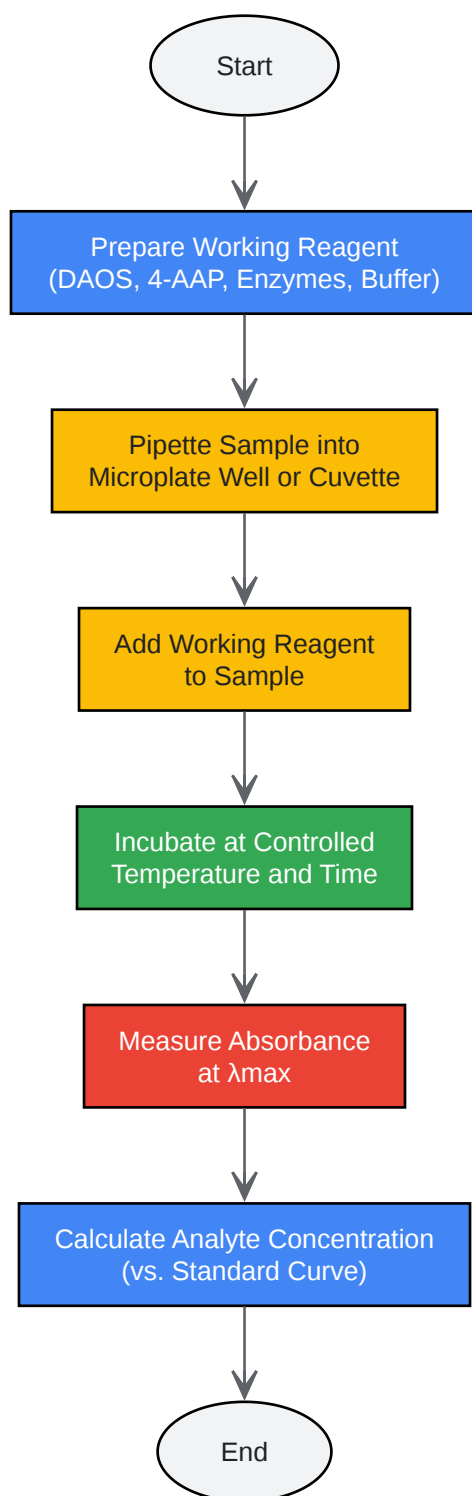 Start
Prepare Working Reagent
(DAOS, 4-AAP, Enzymes, Buffer)
Pipette Sample into
Microplate Well or Cuvette
Add Working Reagent
to Sample
Incubate at Controlled
Temperature and Time
Measure Absorbance
at λmax
Calculate Analyte Concentration
(vs. Standard Curve)
End